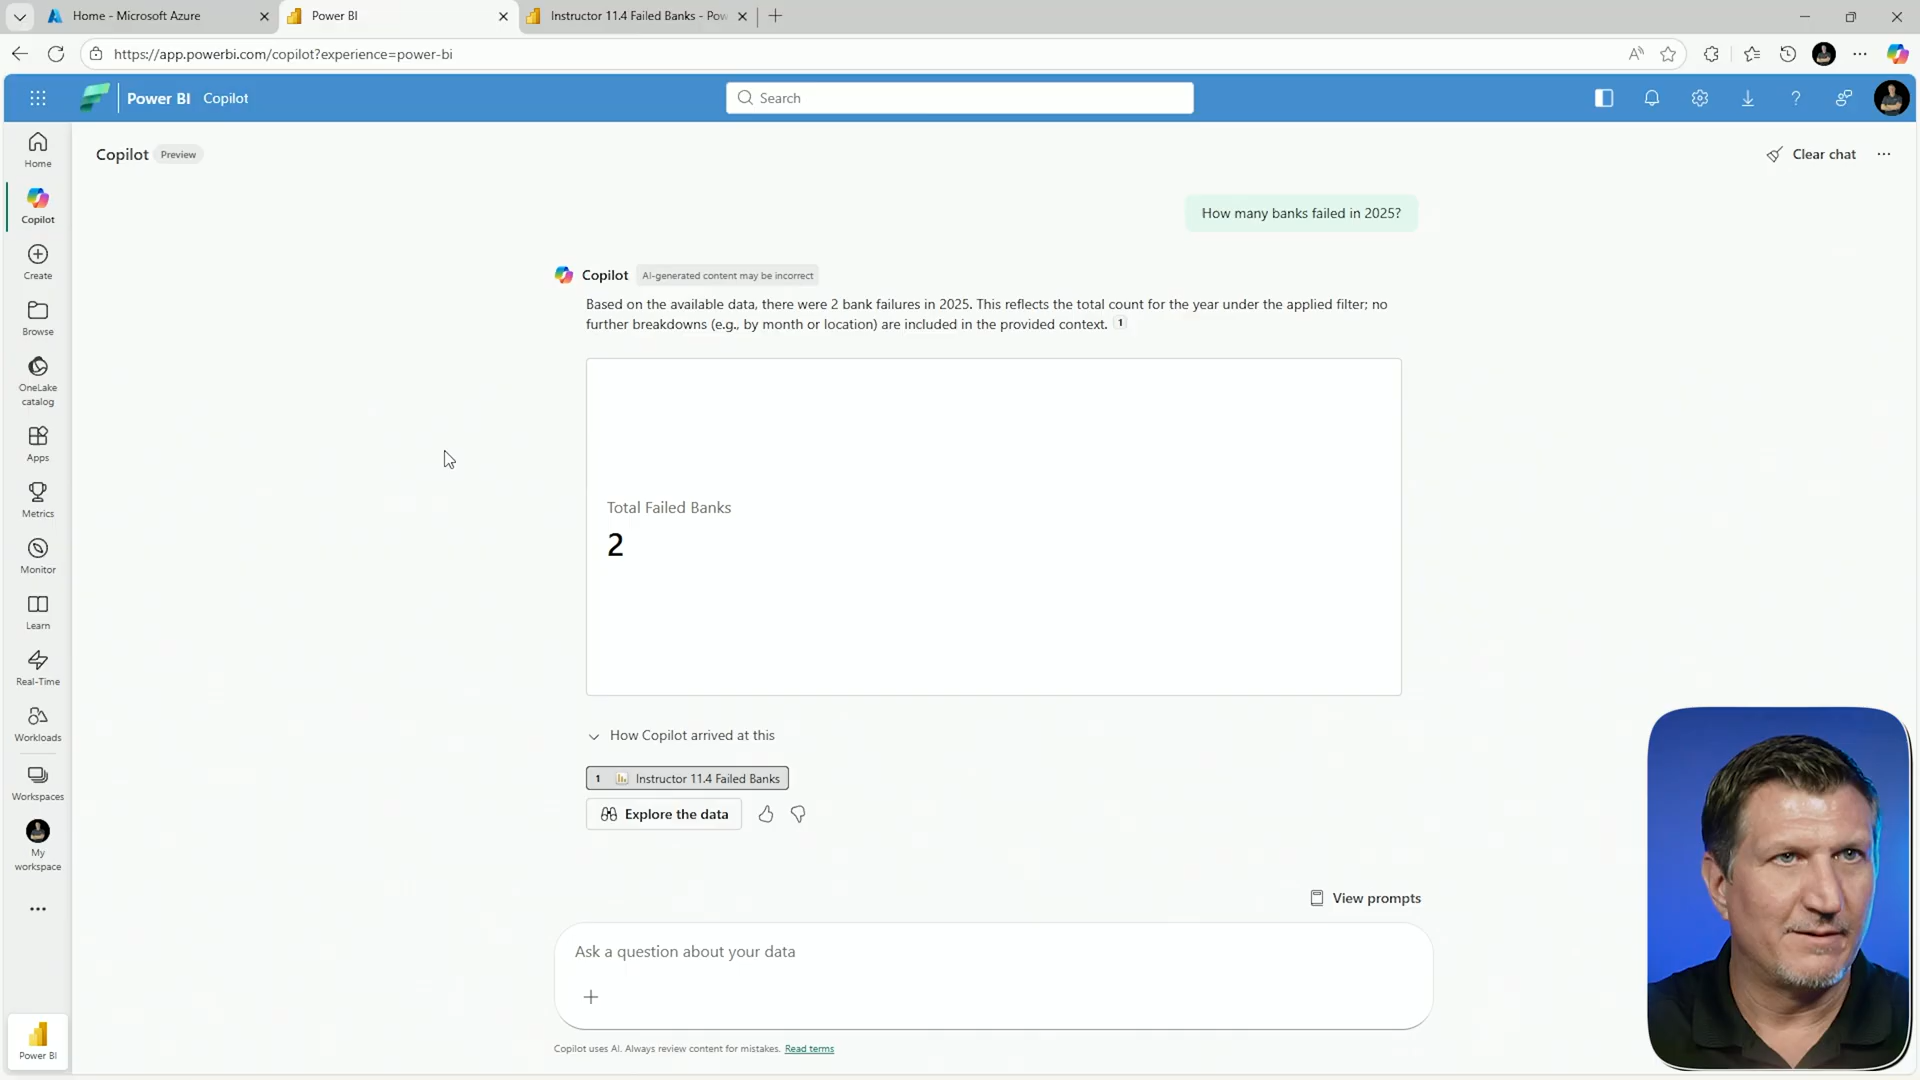 Home - Microsoft Azure
Power BI
Instructor 11.4 Failed Banks - Pow
https://app.powerbi.com/copilot?experience=power-bi
Power BI Copilot
Search
Home
Copilot
Create
Browse
OneLake
catalog
Apps
Metrics
Monitor
Learn
Real-Time
Workloads
Workspaces
My
workspace
Power BI
Copilot Preview
Clear chat
How many banks failed in 2025?
Copilot AI-generated content may be incorrect
Based on the available data, there were 2 bank failures in 2025. This reflects the total count for the year under the applied filter; no
further breakdowns (e.g., by month or location) are included in the provided context. 1
Total Failed Banks
2
How Copilot arrived at this
1 Instructor 11.4 Failed Banks
Explore the data
View prompts
Ask a question about your data
Copilot uses AI. Always review content for mistakes. Read terms